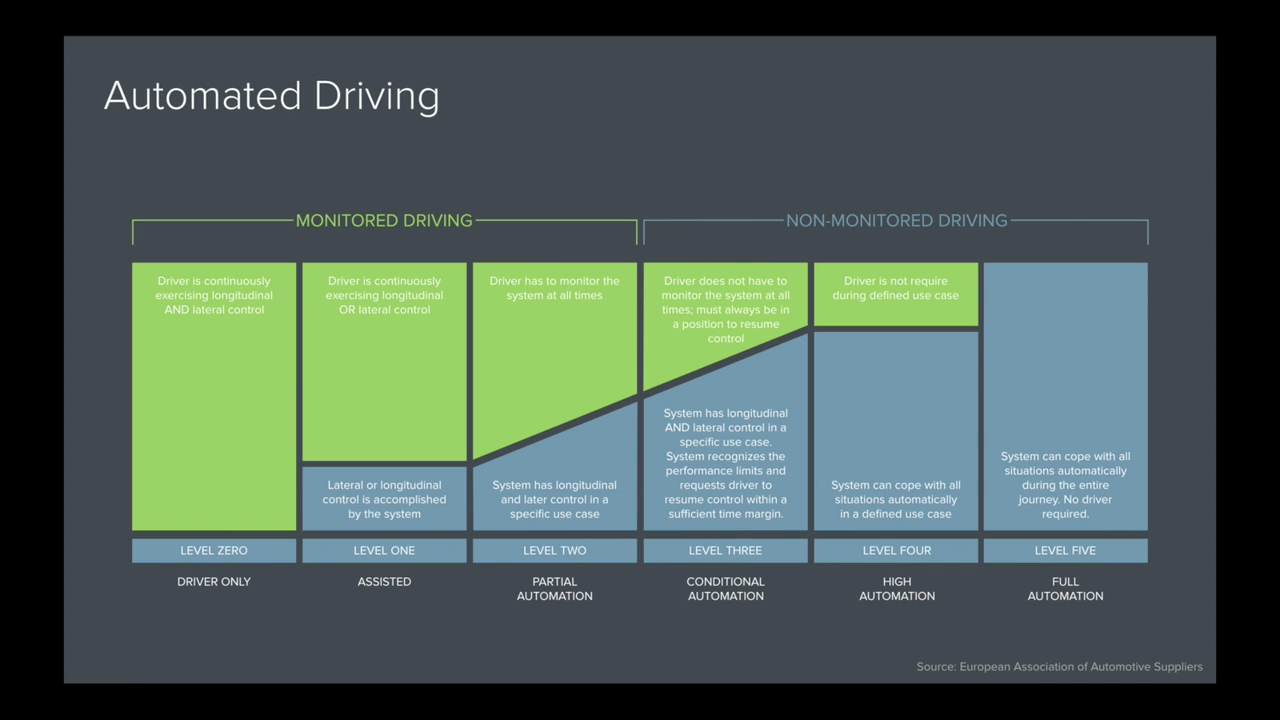 Automated Driving
MONITORED DRIVING
NON-MONITORED DRIVING
Driver is continuously
exercising longitudinal
AND lateral control
Driver is continuously
exercising longitudinal
OR lateral control
Driver has to monitor the
system at all times
Driver does not have to
monitor the system at all
times; must always be in
a position to resume
control
Driver is not require
during defined use case
Lateral or longitudinal
control is accomplished
by the system
System has longitudinal
and later control in a
specific use case
System has longitudinal
AND lateral control in a
specific use case.
System recognizes the
performance limits and
requests driver to
resume control within a
sufficient time margin.
System can cope with all
situations automatically
in a defined use case
System can cope with all
situations automatically
during the entire
journey. No driver
required.
LEVEL ZERO
LEVEL ONE
LEVEL TWO
LEVEL THREE
LEVEL FOUR
LEVEL FIVE
DRIVER ONLY
ASSISTED
PARTIAL
AUTOMATION
CONDITIONAL
AUTOMATION
HIGH
AUTOMATION
FULL
AUTOMATION
Source: European Association of Automotive Suppliers